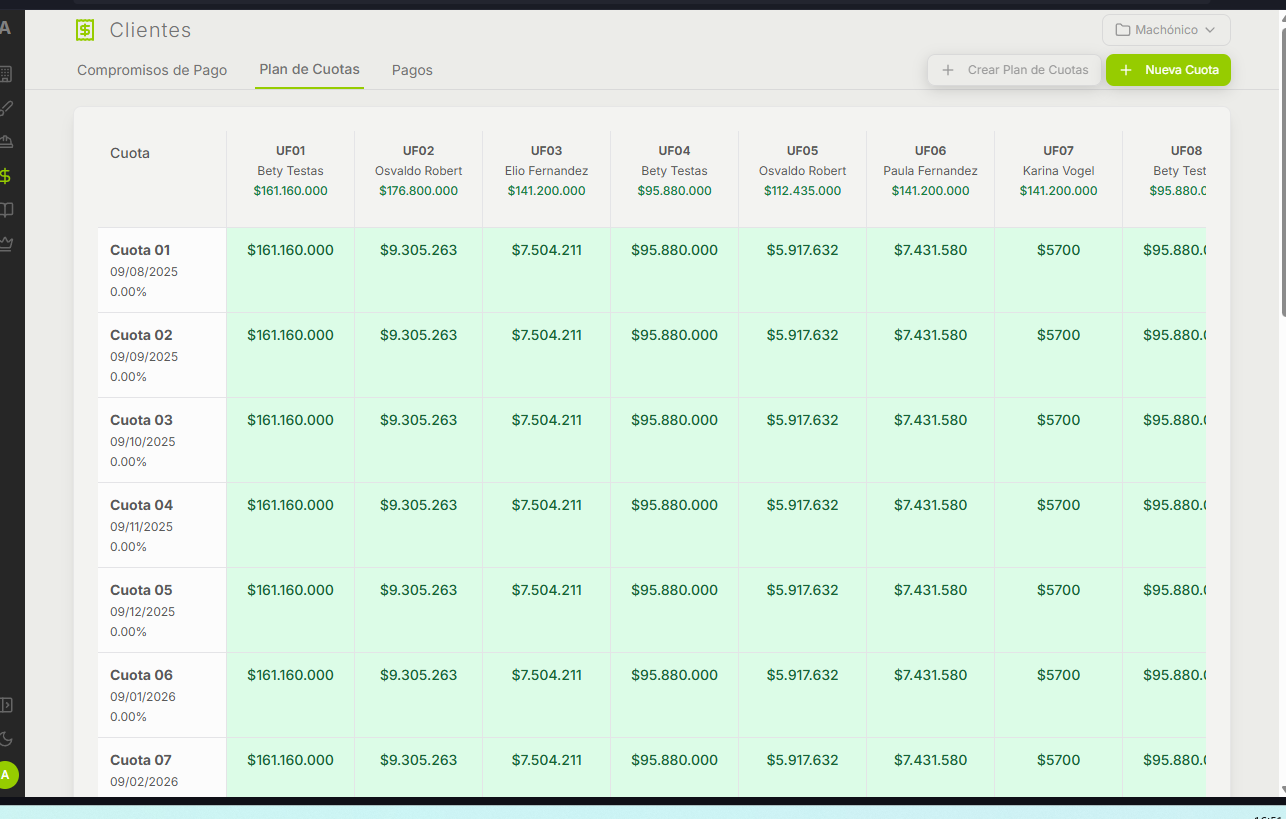 A
Clientes
Machónico
Compromisos de Pago
Plan de Cuotas
Pagos
Crear Plan de Cuotas
Nueva Cuota
Cuota
UF01
Bety Testas
$161.160.000
UF02
Osvaldo Robert
$176.800.000
UF03
Elio Fernandez
$141.200.000
UF04
Bety Testas
$95.880.000
UF05
Osvaldo Robert
$112.435.000
UF06
Paula Fernandez
$141.200.000
UF07
Karina Vogel
$141.200.000
UF08
Bety Test
$95.880.0
Cuota 01
09/08/2025
0.00%
$161.160.000
$9.305.263
$7.504.211
$95.880.000
$5.917.632
$7.431.580
$5700
$95.880.0
Cuota 02
09/09/2025
0.00%
$161.160.000
$9.305.263
$7.504.211
$95.880.000
$5.917.632
$7.431.580
$5700
$95.880.0
Cuota 03
09/10/2025
0.00%
$161.160.000
$9.305.263
$7.504.211
$95.880.000
$5.917.632
$7.431.580
$5700
$95.880.0
Cuota 04
09/11/2025
0.00%
$161.160.000
$9.305.263
$7.504.211
$95.880.000
$5.917.632
$7.431.580
$5700
$95.880.0
Cuota 05
09/12/2025
0.00%
$161.160.000
$9.305.263
$7.504.211
$95.880.000
$5.917.632
$7.431.580
$5700
$95.880.0
Cuota 06
09/01/2026
0.00%
$161.160.000
$9.305.263
$7.504.211
$95.880.000
$5.917.632
$7.431.580
$5700
$95.880.0
Cuota 07
09/02/2026
$161.160.000
$9.305.263
$7.504.211
$95.880.000
$5.917.632
$7.431.580
$5700
$95.880.0
A